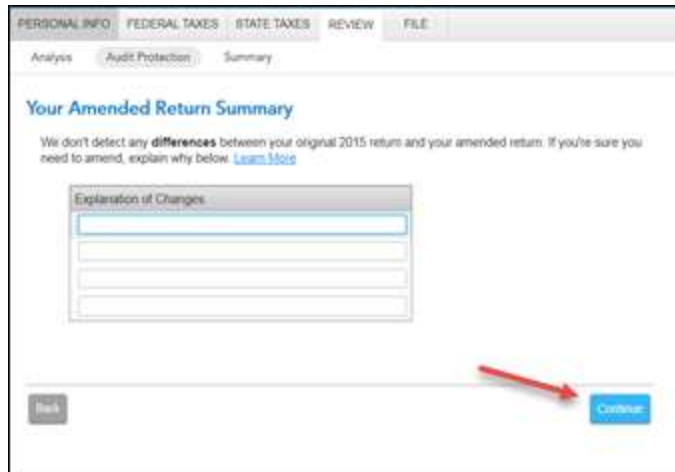 PERSONAL INFO FEDERAL TAXES STATE TAXES REVIEW FILE
Analysis Audit Protection Summary
Your Amended Return Summary
We don't detect any differences between your original 2015 return and your amended return. If you're sure you
need to amend, explain why below. Learn More
Explanation of Changes
Back Continue